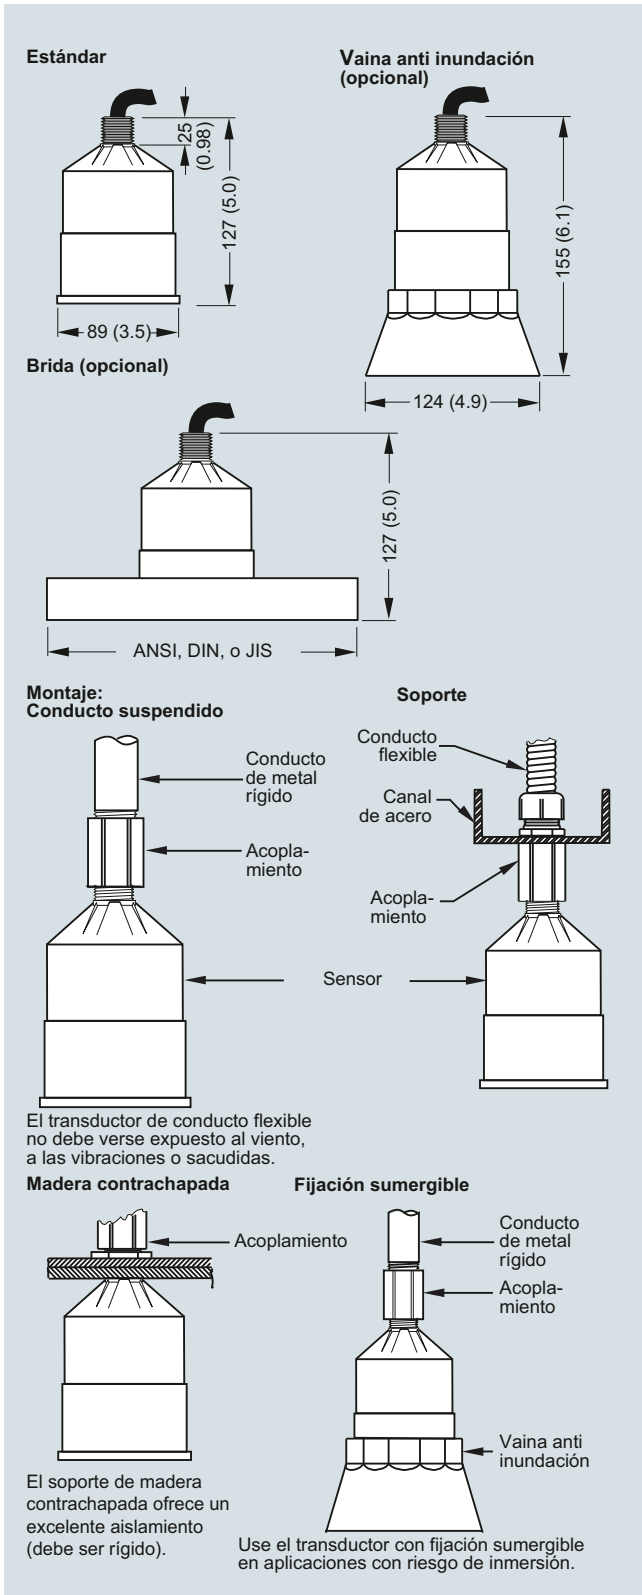 Estándar
25
(0.98)
127 (5.0)
89 (3.5)
Vaina anti inundación
(opcional)
155 (6.1)
124 (4.9)
Brida (opcional)
127 (5.0)
ANSI, DIN, o JIS
Montaje:
Conducto suspendido
Conducto
de metal
rígido
Acopla-
miento
Soporte
Conducto
flexible
Canal
de acero
Acopla-
miento
Sensor
El transductor de conducto flexible
no debe verse expuesto al viento,
a las vibraciones o sacudidas.
Madera contrachapada
Acoplamiento
El soporte de madera
contrachapada ofrece un
excelente aislamiento
(debe ser rígido).
Fijación sumergible
Conducto
de metal
rígido
Acopla-
miento
Vaina anti
inundación
Use el transductor con fijación sumergible
en aplicaciones con riesgo de inmersión.